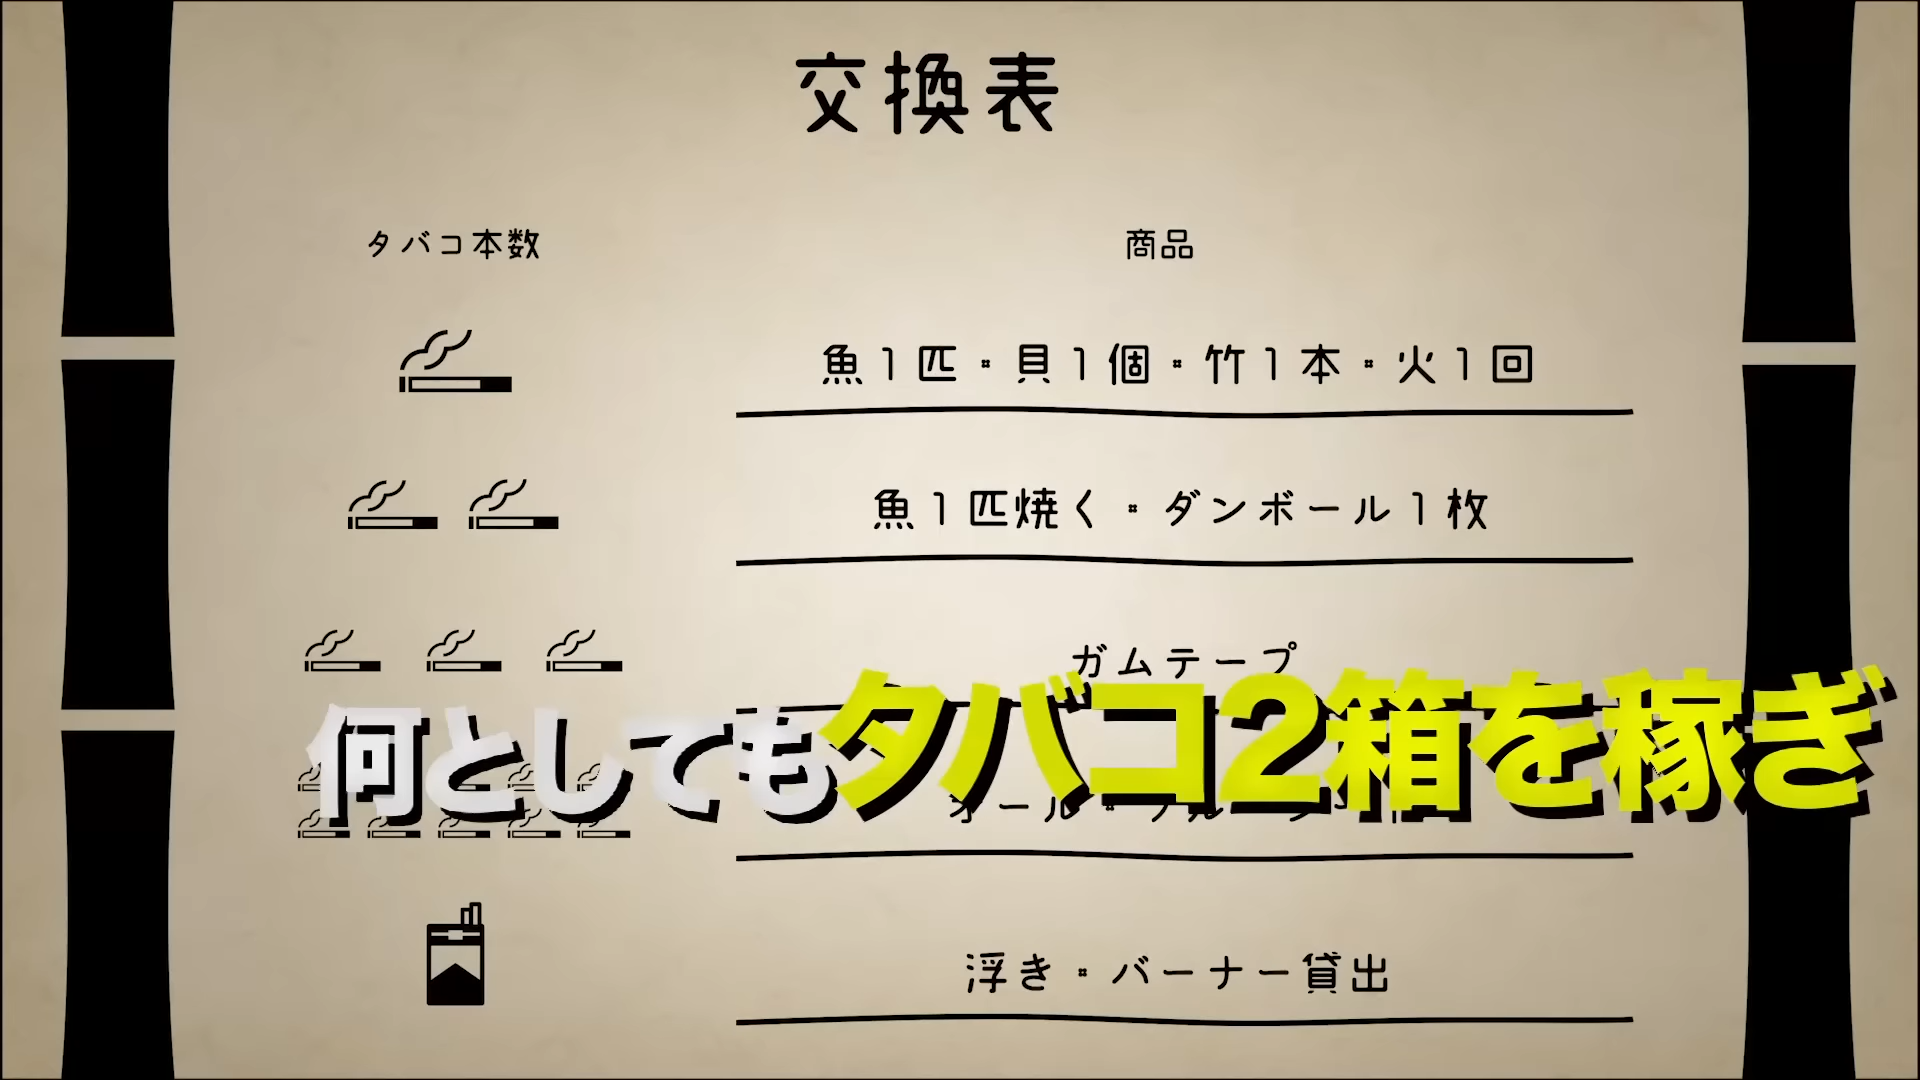 交換表
タバコ本数 商品
魚1匹・貝1個・竹1本・火1回
魚1匹焼く・ダンボール1枚
ガムテープ
何としてもタバコ2箱を稼ぎ
オール・
浮き・バーナー貸出